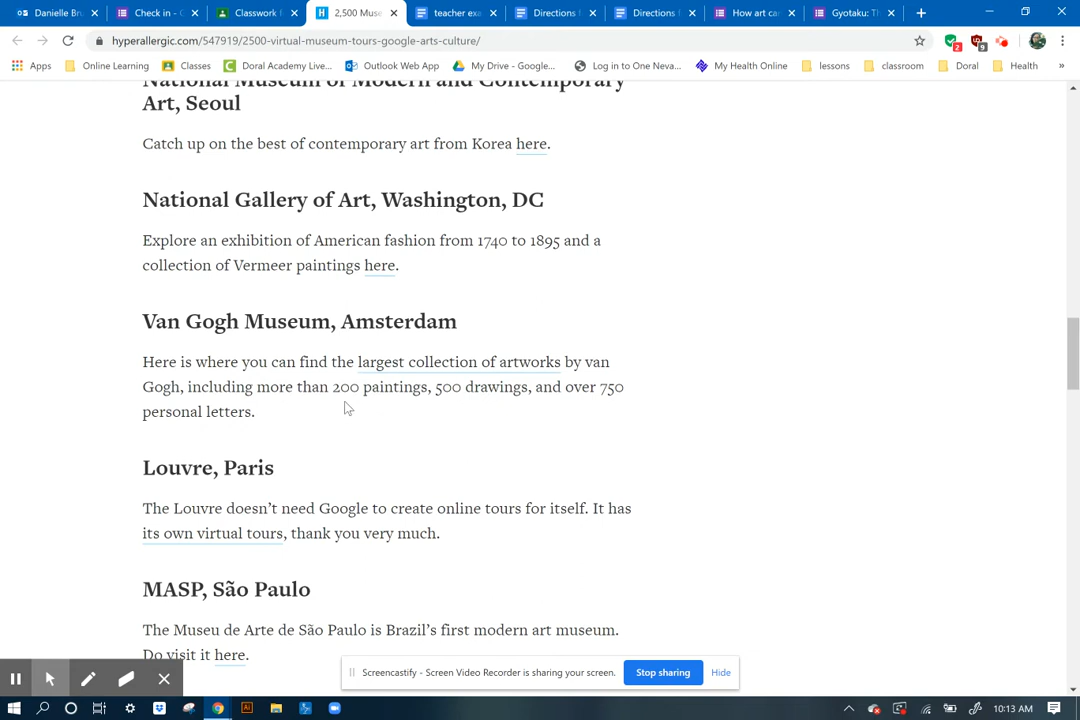 Danielle Bru
Check in - G
Classwork
2,500 Muse
teacher exa
Directions
Directions
How art ca
Gyotaku: Th
hyperallergic.com/547919/2500-virtual-museum-tours-google-arts-culture/
2
9
Apps
Online Learning
Classes
Doral Academy Live...
Outlook Web App
My Drive - Google...
Log in to One Neva...
My Health Online
lessons
classroom
Doral
Health
»
National Museum of Modern and Contemporary
Art, Seoul
Catch up on the best of contemporary art from Korea here.
National Gallery of Art, Washington, DC
Explore an exhibition of American fashion from 1740 to 1895 and a
collection of Vermeer paintings here.
Van Gogh Museum, Amsterdam
Here is where you can find the largest collection of artworks by van
Gogh, including more than 200 paintings, 500 drawings, and over 750
personal letters.
Louvre, Paris
The Louvre doesn't need Google to create online tours for itself. It has
its own virtual tours, thank you very much.
MASP, São Paulo
The Museu de Arte de São Paulo is Brazil's first modern art museum.
Do visit it here.
Screencastify - Screen Video Recorder is sharing your screen.
Stop sharing
Hide
10:13 AM